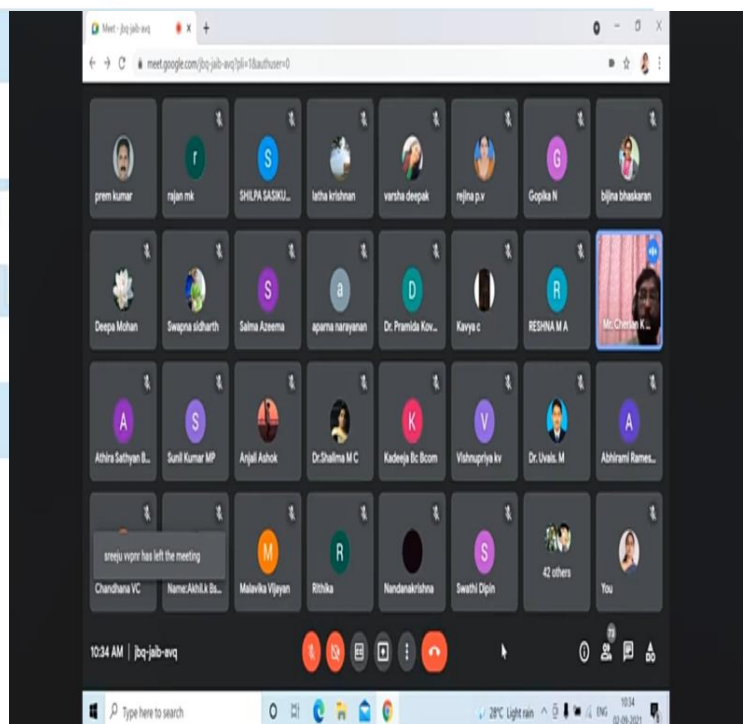 Meet - jbq-jaib-avq
meet.google.com/jbq-jaib-avq?pli=1&authuser=0
prem kumar
r
rajan mk
S
SHILPA SASIKU...
latha krishnan
varsha deepak
rejina p.v
G
Gopika N
bijina bhaskaran
Deepa Mohan
Swapna sidharth
S
Salma Azeema
a
aparna narayanan
D
Dr. Pramida Kov...
Kavya c
R
RESHNA M A
Mr. Cherian K ...
A
Athira Sathyan B...
S
Sunil Kumar MP
Anjali Ashok
Dr.Shalima M C
K
Kadeeja Bc Bcom
V
Vishnupriya kv
Dr. Uvais. M
A
Abhirami Rames...
sreeju vvpnr has left the meeting
Chandhana VC
Name:Akhil.k Bs...
M
Malavika Vijayan
R
Rithika
Nandanakrishna
S
Swathi Dipin
42 others
You
10:34 AM | jbq-jaib-avq
73
Type here to search
28°C Light rain
ENG
10:34
02-09-2021